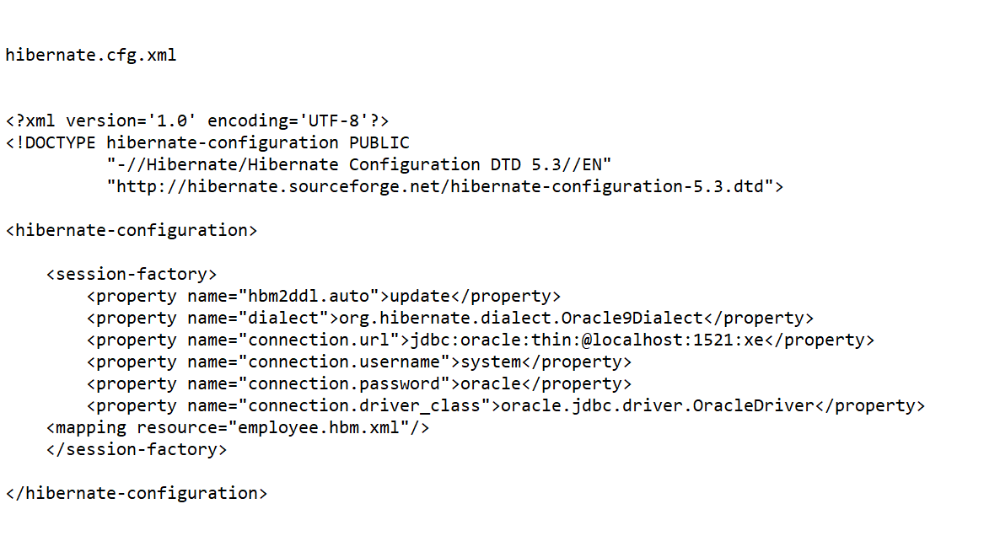 hibernate.cfg.xml
<?xml version='1.0' encoding='UTF-8'?>
<!DOCTYPE hibernate-configuration PUBLIC
          "-//Hibernate/Hibernate Configuration DTD 5.3//EN"
          "http://hibernate.sourceforge.net/hibernate-configuration-5.3.dtd">
<hibernate-configuration>
    <session-factory>
        <property name="hbm2ddl.auto">update</property>
        <property name="dialect">org.hibernate.dialect.Oracle9Dialect</property>
        <property name="connection.url">jdbc:oracle:thin:@localhost:1521:xe</property>
        <property name="connection.username">system</property>
        <property name="connection.password">oracle</property>
        <property name="connection.driver_class">oracle.jdbc.driver.OracleDriver</property>
    <mapping resource="employee.hbm.xml"/>
    </session-factory>
</hibernate-configuration>